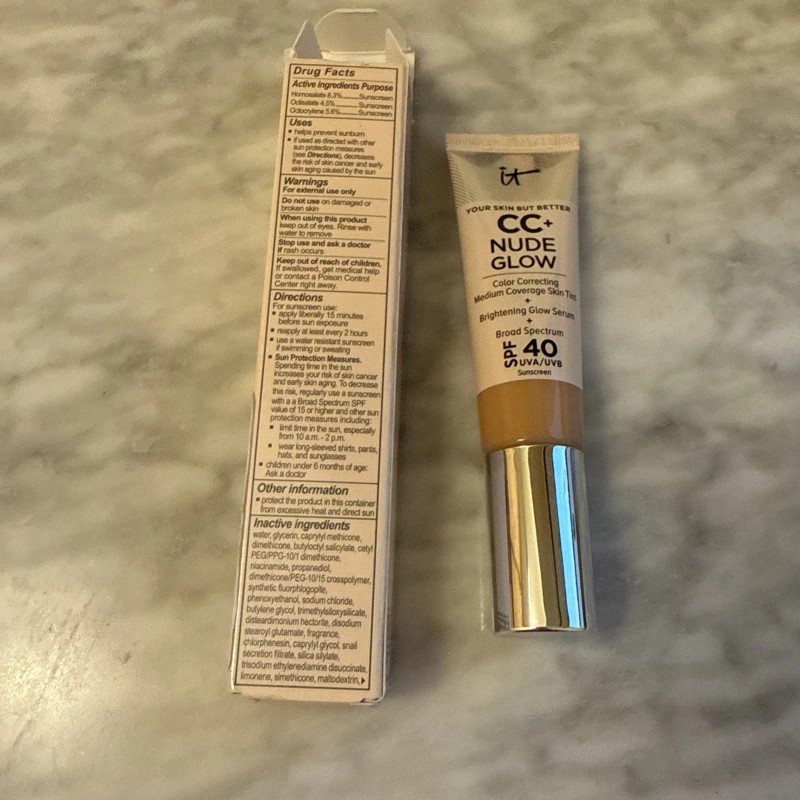 Drug Facts
Active ingredients Purpose
Homosalate 8.3% Sunscreen
Octisalate 4.5% Sunscreen
Octocrylene 5.6% Sunscreen
Uses
▪ helps prevent sunburn
▪ if used as directed with other
sun protection measures
(see Directions), decreases
the risk of skin cancer and early
skin aging caused by the sun
Warnings
For external use only
Do not use on damaged or
broken skin
When using this product
keep out of eyes. Rinse with
water to remove
Stop use and ask a doctor
if rash occurs
Keep out of reach of children.
If swallowed, get medical help
or contact a Poison Control
Center right away.
Directions
For sunscreen use:
▪ apply liberally 15 minutes
before sun exposure
▪ reapply at least every 2 hours
▪ use a water resistant sunscreen
if swimming or sweating
▪ Sun Protection Measures.
Spending time in the sun
increases your risk of skin cancer
and early skin aging. To decrease
this risk, regularly use a sunscreen
with a a Broad Spectrum SPF
value of 15 or higher and other sun
protection measures including:
▪ limit time in the sun, especially
from 10 a.m. - 2 p.m.
▪ wear long-sleeved shirts, pants,
hats, and sunglasses
▪ children under 6 months of age:
Ask a doctor
Other information
▪ protect the product in this container
from excessive heat and direct sun
Inactive ingredients
water, glycerin, caprylyl methicone,
dimethicone, butyloctyl salicylate, cetyl
PEG/PPG-10/1 dimethicone,
niacinamide, propanediol,
dimethicone/PEG-10/15 crosspolymer,
synthetic fluorphlogopite,
phenoxyethanol, sodium chloride,
butylene glycol, trimethylsiloxysilicate,
disteardimonium hectorite, disodium
stearoyl glutamate, fragrance,
chlorphenesin, caprylyl glycol, snail
secretion filtrate, silica silylate,
trisodium ethylenediamine disuccinate,
limonene, simethicone, maltodextrin,
it
YOUR SKIN BUT BETTER
CC+
NUDE
GLOW
Color Correcting
Medium Coverage Skin Tint
+
Brightening Glow Serum
+
Broad Spectrum
SPF 40
UVA/UVB
Sunscreen